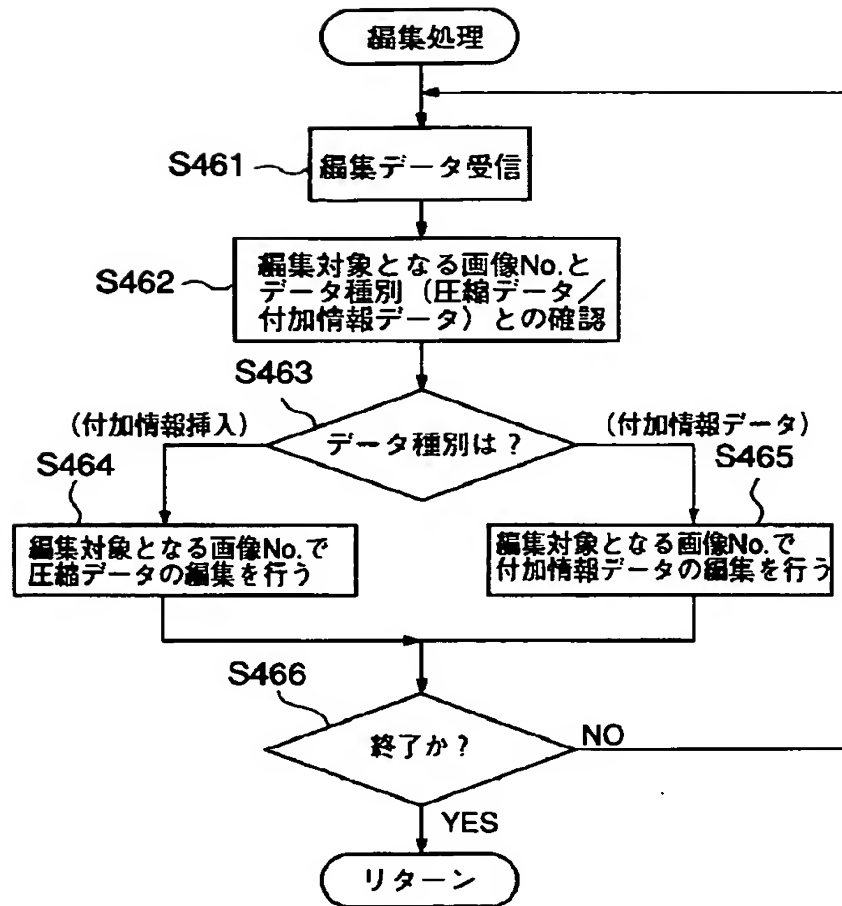 編集処理
S461
編集データ受信
S462
編集対象となる画像No.と
データ種別（圧縮データ／
付加情報データ）との確認
S463
データ種別は？
（付加情報挿入）
（付加情報データ）
S464
S465
編集対象となる画像No.で
圧縮データの編集を行う
編集対象となる画像No.で
付加情報データの編集を行う
S466
終了か？
NO
YES
リターン